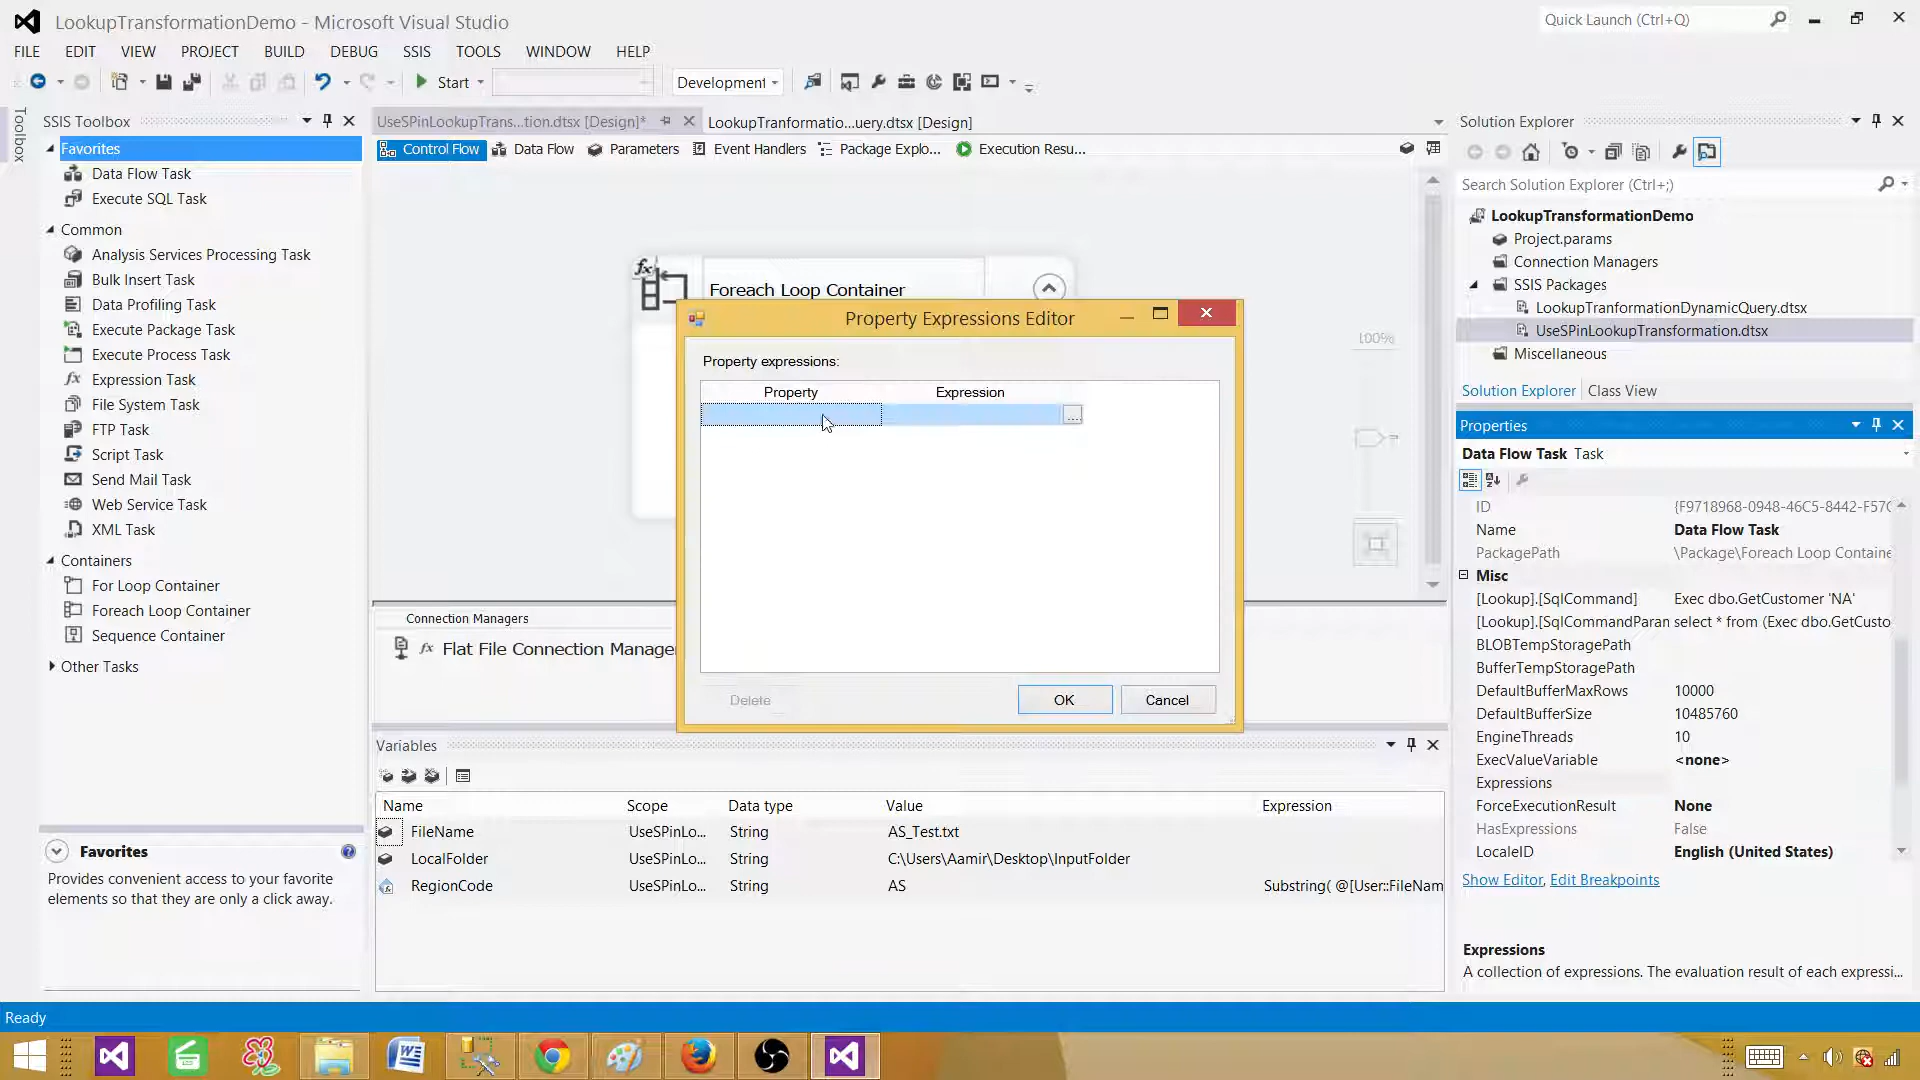 LookupTransformationDemo - Microsoft Visual Studio
Quick Launch (Ctrl+Q)
FILE EDIT VIEW PROJECT BUILD DEBUG SSIS TOOLS WINDOW HELP
Start
Development
Toolbox
SSIS Toolbox
Favorites
Data Flow Task
Execute SQL Task
Common
Analysis Services Processing Task
Bulk Insert Task
Data Profiling Task
Execute Package Task
Execute Process Task
Expression Task
File System Task
FTP Task
Script Task
Send Mail Task
Web Service Task
XML Task
Containers
For Loop Container
Foreach Loop Container
Sequence Container
Other Tasks
Favorites
Provides convenient access to your favorite
elements so that they are only a click away.
UseSPinLookupTrans...tion.dtsx [Design]*
LookupTranformatio...uery.dtsx [Design]
Control Flow Data Flow Parameters Event Handlers Package Explo... Execution Resu...
fx
Foreach Loop Container
100%
Property Expressions Editor
Property expressions:
Property Expression
...
Delete OK Cancel
Connection Managers
fx Flat File Connection Manage
Variables
Name Scope Data type Value Expression
FileName UseSPinLo... String AS_Test.txt
LocalFolder UseSPinLo... String C:\Users\Aamir\Desktop\InputFolder
RegionCode UseSPinLo... String AS Substring( @[User::FileNam
Solution Explorer
Search Solution Explorer (Ctrl+;)
LookupTransformationDemo
Project.params
Connection Managers
SSIS Packages
LookupTranformationDynamicQuery.dtsx
UseSPinLookupTransformation.dtsx
Miscellaneous
Solution Explorer Class View
Properties
Data Flow Task Task
ID {F9718968-0948-46C5-8442-F57C
Name Data Flow Task
PackagePath \Package\Foreach Loop Containe
Misc
[Lookup].[SqlCommand] Exec dbo.GetCustomer 'NA'
[Lookup].[SqlCommandParan select * from (Exec dbo.GetCusto
BLOBTempStoragePath
BufferTempStoragePath
DefaultBufferMaxRows 10000
DefaultBufferSize 10485760
EngineThreads 10
ExecValueVariable <none>
Expressions
ForceExecutionResult None
HasExpressions False
LocaleID English (United States)
Show Editor, Edit Breakpoints
Expressions
A collection of expressions. The evaluation result of each expressi...
Ready